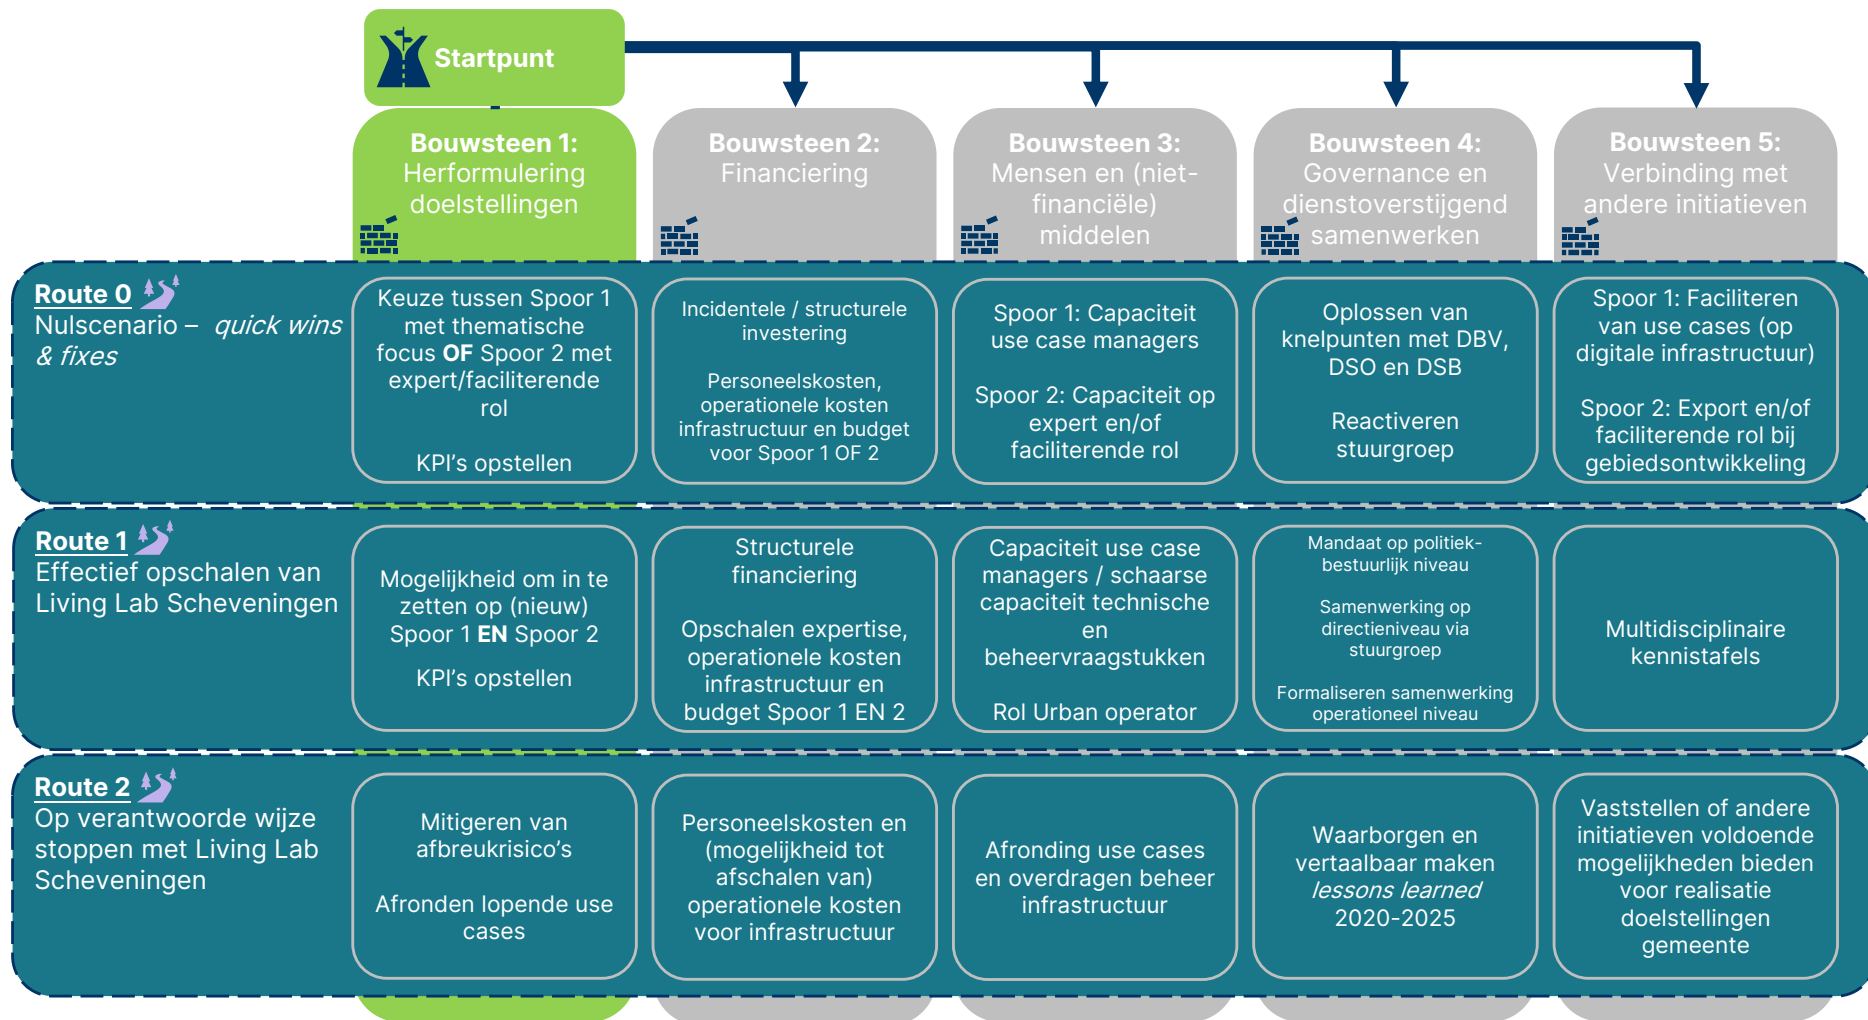 Startpunt
Bouwsteen 1:
Herformulering
doelstellingen
Bouwsteen 2:
Financiering
Bouwsteen 3:
Mensen en (niet-
financiële)
middelen
Bouwsteen 4:
Governance en
dienstoverstijgend
samenwerken
Bouwsteen 5:
Verbinding met
andere initiatieven
Route 0
Nulscenario – quick wins
& fixes
Keuze tussen Spoor 1
met thematische
focus OF Spoor 2 met
expert/faciliterende
rol
KPI's opstellen
Incidentele / structurele
investering
Personeelskosten,
operationele kosten
infrastructuur en budget
voor Spoor 1 OF 2
Spoor 1: Capaciteit
use case managers
Spoor 2: Capaciteit op
expert en/of
faciliterende rol
Oplossen van
knelpunten met DBV,
DSO en DSB
Reactiveren
stuurgroep
Spoor 1: Faciliteren
van use cases (op
digitale infrastructuur)
Spoor 2: Export en/of
faciliterende rol bij
gebiedsontwikkeling
Route 1
Effectief opschalen van
Living Lab Scheveningen
Mogelijkheid om in te
zetten op (nieuw)
Spoor 1 EN Spoor 2
KPI's opstellen
Structurele
financiering
Opschalen expertise,
operationele kosten
infrastructuur en
budget Spoor 1 EN 2
Capaciteit use case
managers / schaarse
capaciteit technische
en
beheervraagstukken
Rol Urban operator
Mandaat op politiek-
bestuurlijk niveau
Samenwerking op
directieniveau via
stuurgroep
Formaliseren samenwerking
operationeel niveau
Multidisciplinaire
kennistafels
Route 2
Op verantwoorde wijze
stoppen met Living Lab
Scheveningen
Mitigeren van
afbreukrisico's
Afronden lopende use
cases
Personeelskosten en
(mogelijkheid tot
afschalen van)
operationele kosten
voor infrastructuur
Afronding use cases
en overdragen beheer
infrastructuur
Waarborgen en
vertaalbaar maken
lessons learned
2020-2025
Vaststellen of andere
initiatieven voldoende
mogelijkheden bieden
voor realisatie
doelstellingen
gemeente